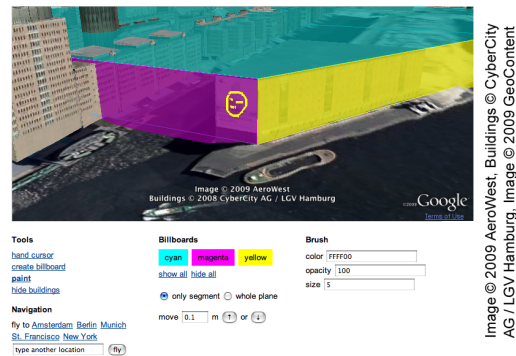 Image © 2009 AeroWest
Buildings © 2008 CyberCity AG / LGV Hamburg
©2009 Google
Terms of Use
Tools
hand cursor
create billboard
paint
hide buildings
Navigation
fly to Amsterdam Berlin Munich
St. Francisco New York
type another location fly
Billboards
cyan magenta yellow
show all hide all
only segment whole plane
move 0.1 m ↑ or ↓
Brush
color FFFF00
opacity 100
size 5
Image © 2009 AeroWest, Buildings © CyberCity
AG / LGV Hamburg, Image © 2009 GeoContent